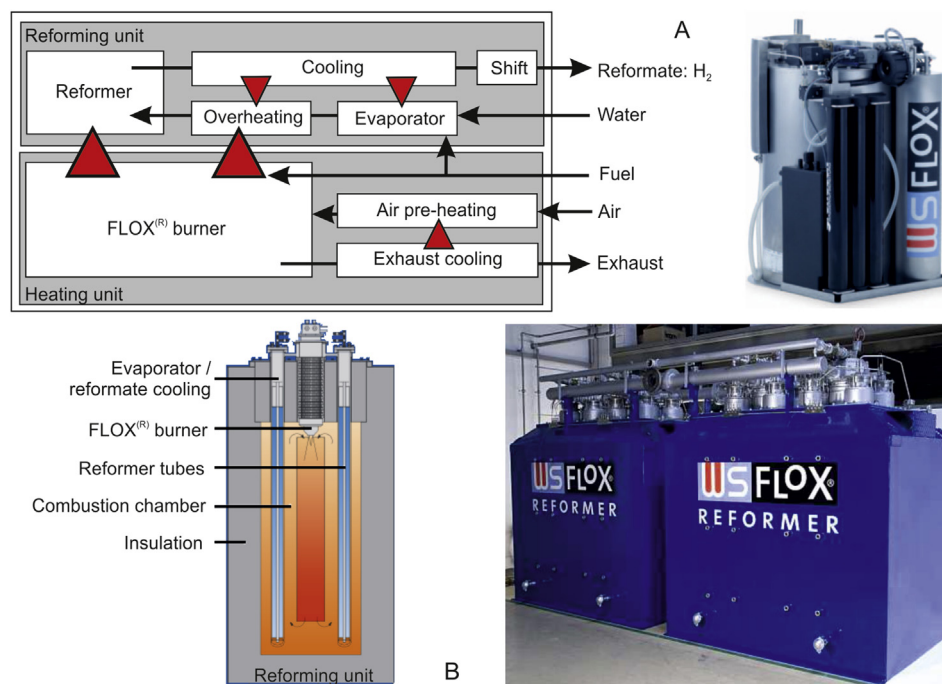 Reforming unit
A
Reformer
Cooling
Shift
Reformate: H₂
Overheating
Evaporator
Water
Fuel
FLOX(R) burner
Air pre-heating
Air
Exhaust cooling
Exhaust
Heating unit
WS FLOX
Evaporator /
reformate cooling
FLOX(R) burner
Reformer tubes
Combustion chamber
Insulation
Reforming unit
B
WS FLOX®
REFORMER
WS FLOX®
REFORMER